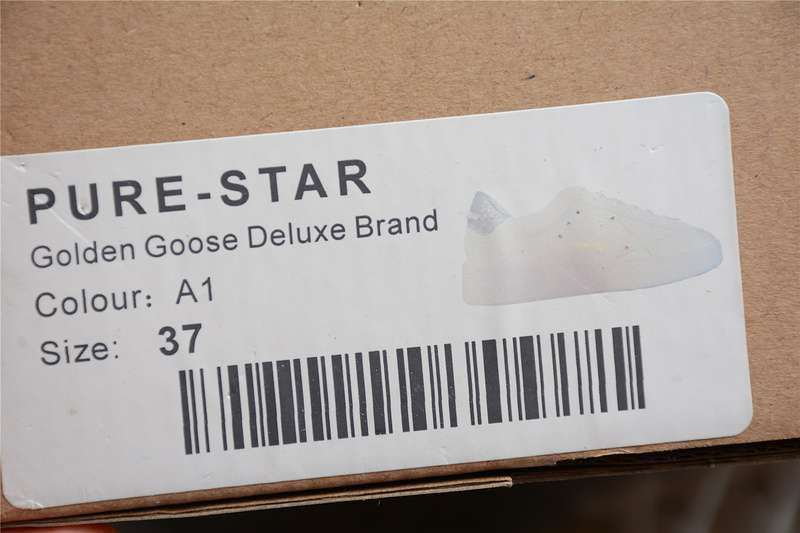 PURE-STAR
Golden Goose Deluxe Brand
Colour: A1
Size: 37